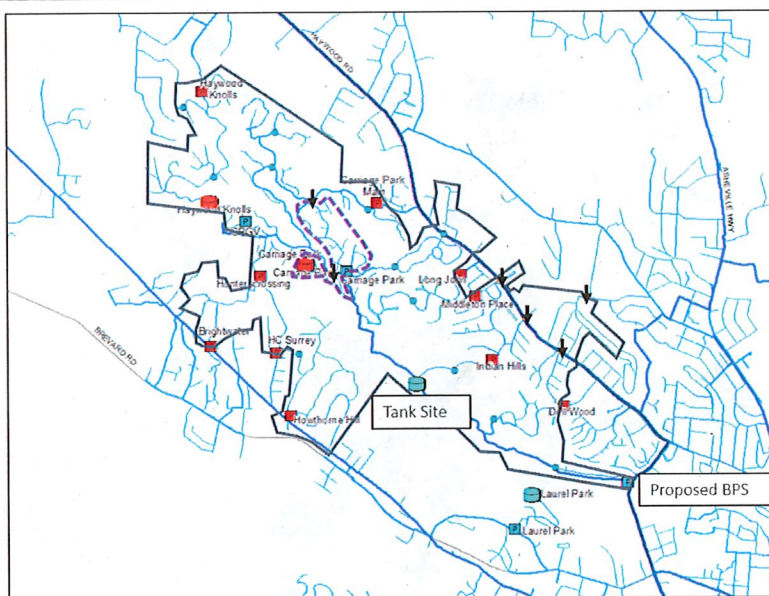 HAYWOOD RD
Haywood
Knolls
Carriage Park
Main
ASHEVILLE HWY
Haywood Knolls
Carriage Park
Hunter Crossing
Carriage Park
Long John
Middleton Place
BREVARD RD
Brightwater
HC Surrey
Indian Hills
Tank Site
Dell Wood
Howthorne Hill
Proposed BPS
Laurel Park
Laurel Park